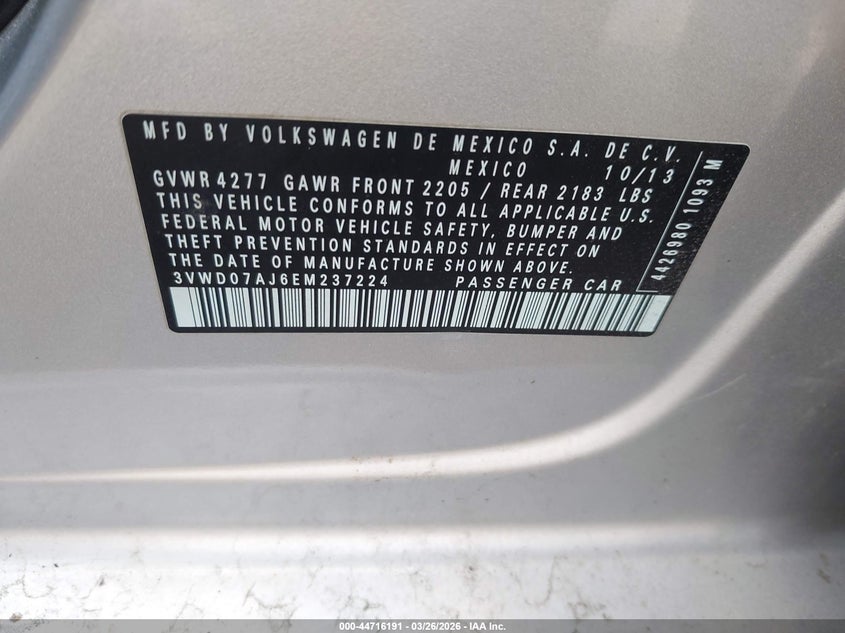 MFD BY VOLKSWAGEN DE MEXICO S.A. DE C.V.
MEXICO 10/13
GVWR 4277 GAWR FRONT 2205 / REAR 2183 LBS
THIS VEHICLE CONFORMS TO ALL APPLICABLE U.S.
FEDERAL MOTOR VEHICLE SAFETY, BUMPER AND
THEFT PREVENTION STANDARDS IN EFFECT ON
THE DATE OF MANUFACTURE SHOWN ABOVE.
3VWD07AJ6EM237224 PASSENGER CAR
4426980 1093 M
000-44716191 - 03/26/2026 - IAA Inc.